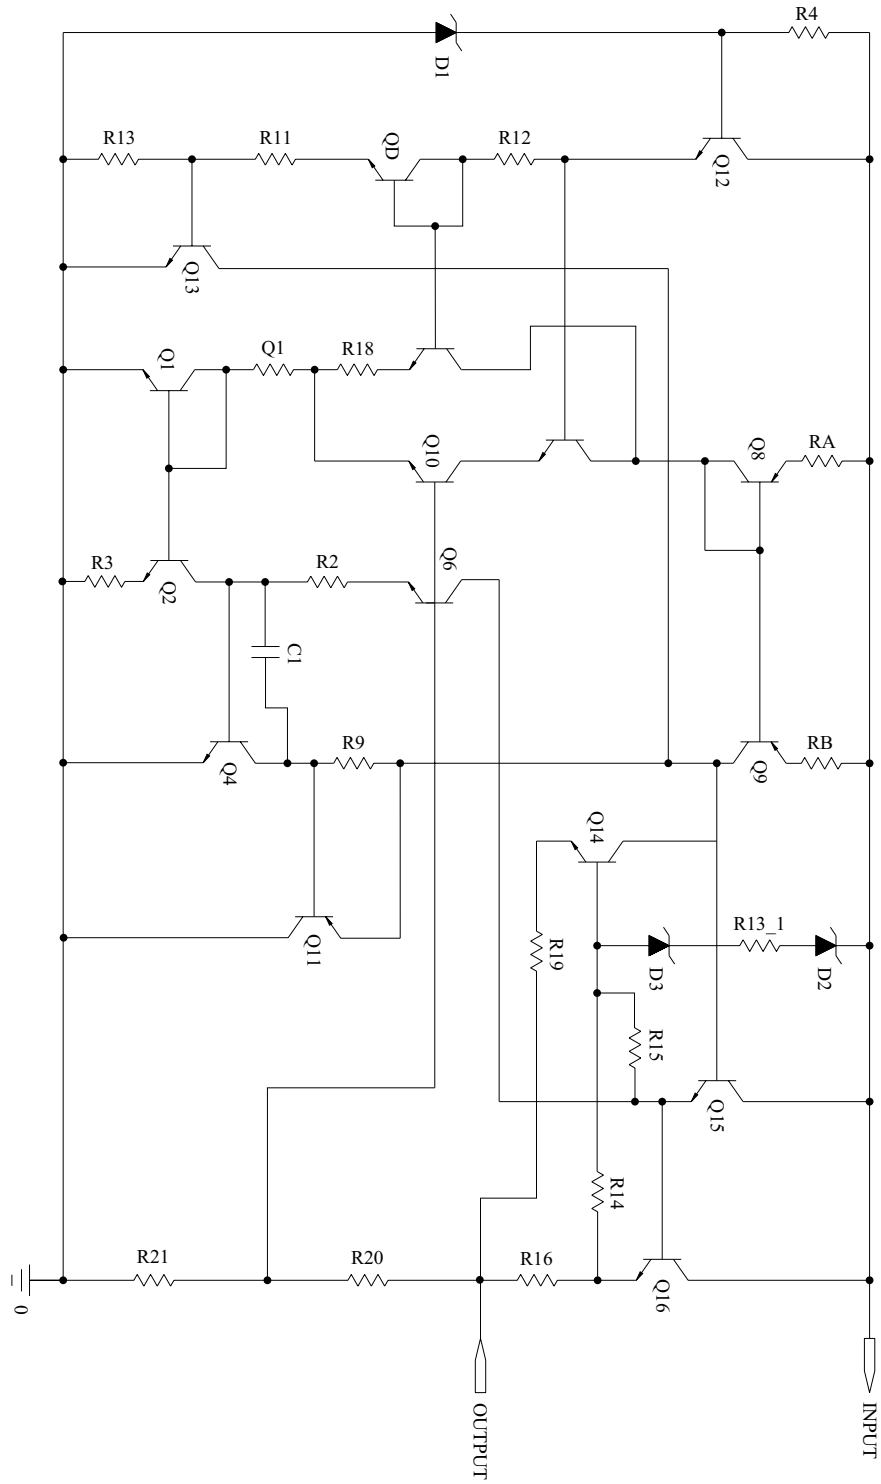 R4
D1
R13
R11
QD
R12
Q12
Q13
Q1
Q1
R18
Q10
Q8
RA
R3
Q2
R2
Q6
C1
Q4
R9
Q9
RB
Q14
Q11
R19
D3
R13_1
D2
R15
Q15
R14
R21
R20
R16
Q16
0
OUTPUT
INPUT